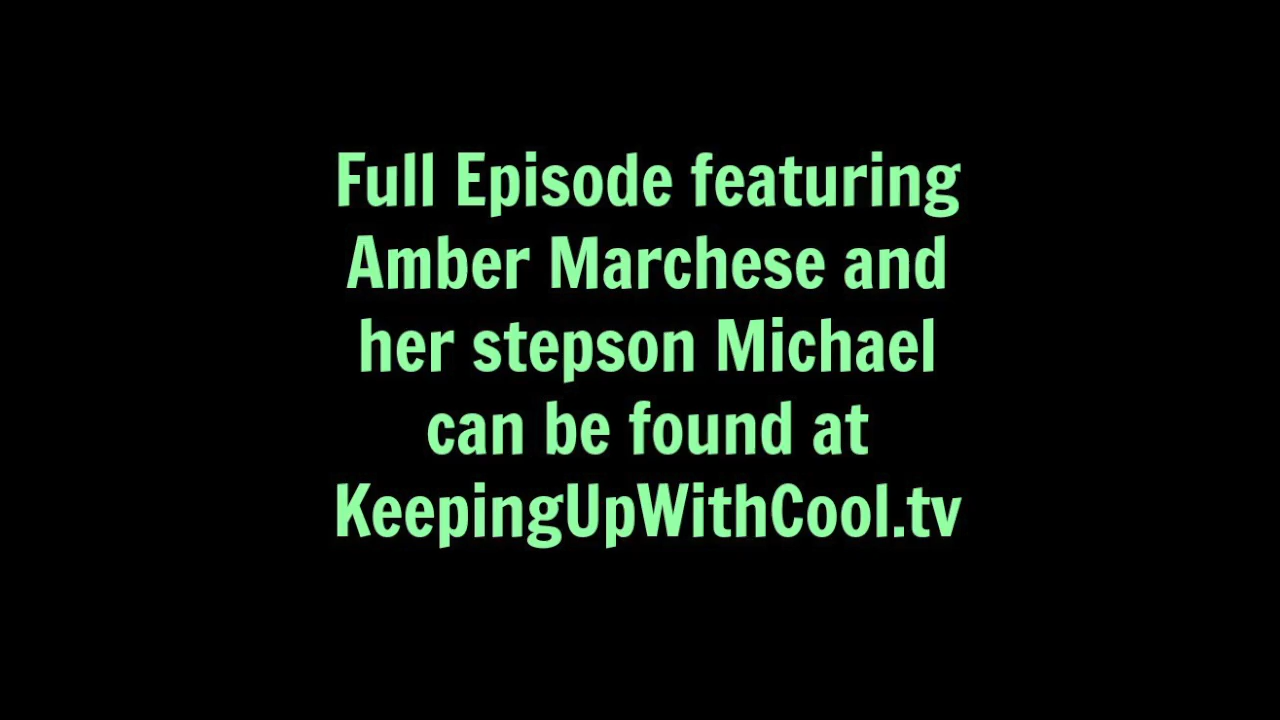 Full Episode featuring
Amber Marchese and
her stepson Michael
can be found at
KeepingUpWithCool.tv